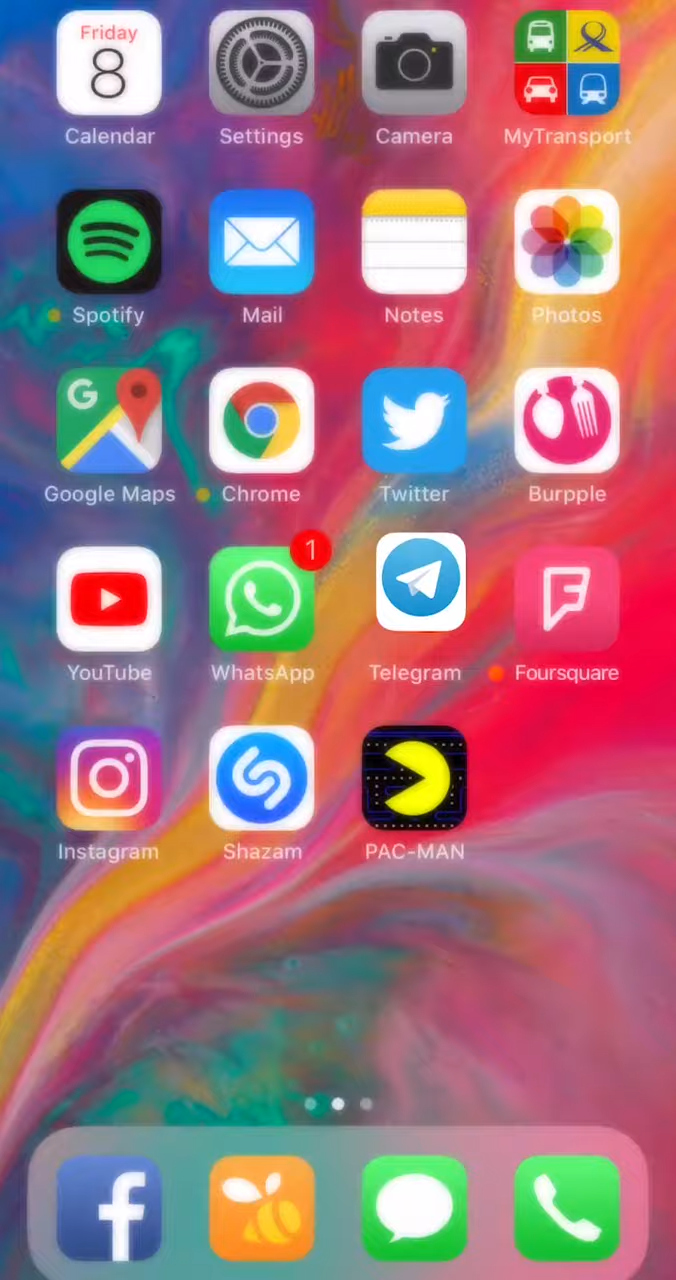 Friday
8
Calendar Settings Camera MyTransport
Spotify Mail Notes Photos
G
Google Maps Chrome Twitter Burpple
1
YouTube WhatsApp Telegram Foursquare
Instagram Shazam PAC-MAN
f